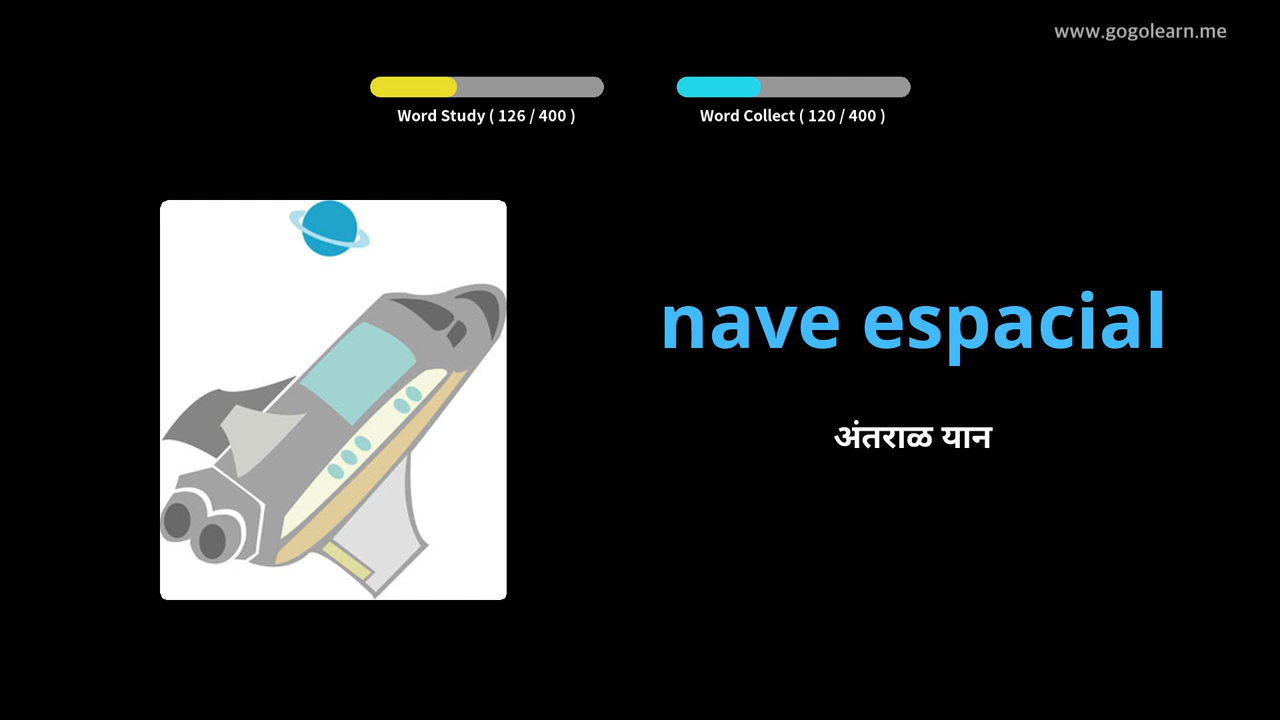 www.gogolearn.me
Word Study ( 126 / 400 )
Word Collect ( 120 / 400 )
nave espacial
अंतराळ यान